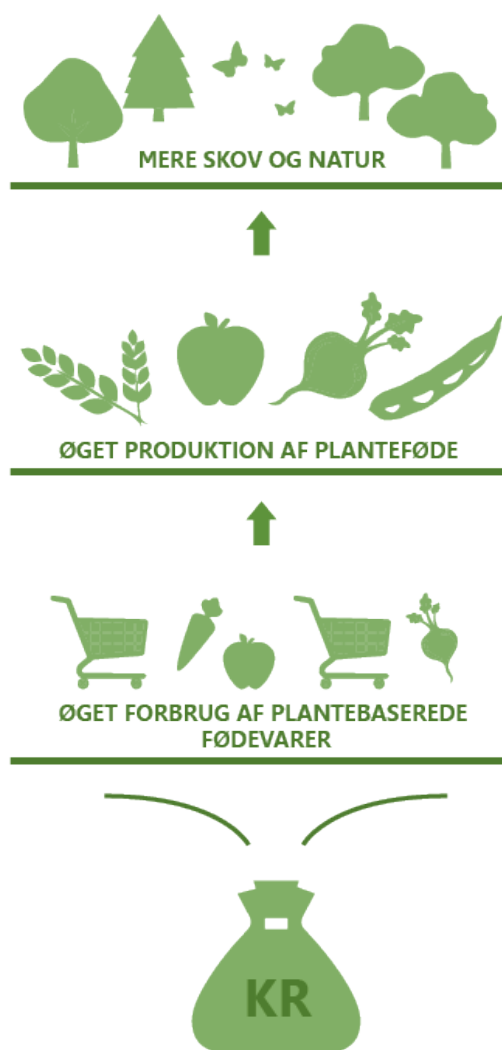 MERE SKOV OG NATUR
ØGET PRODUKTION AF PLANTEFØDE
ØGET FORBRUG AF PLANTEBASEREDE
FØDEVARER
KR